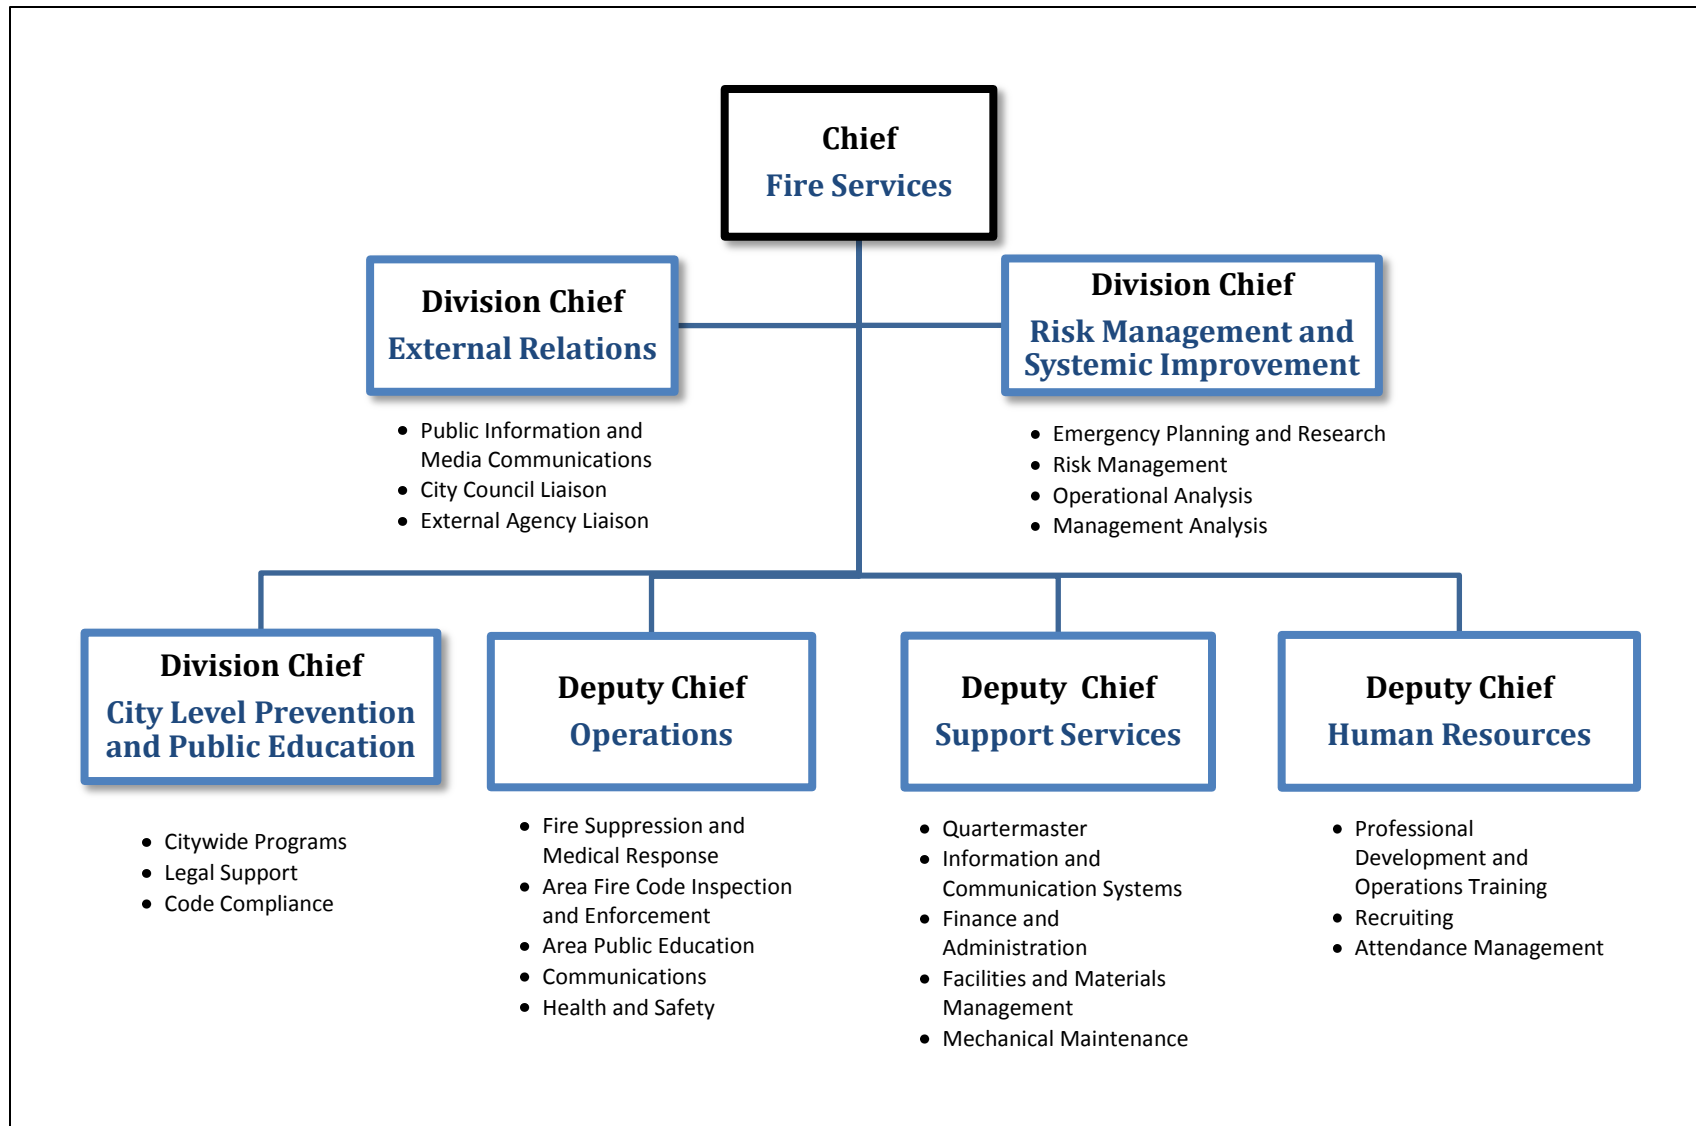 Chief
Fire Services
Division Chief
External Relations
• Public Information and
Media Communications
• City Council Liaison
• External Agency Liaison
Division Chief
Risk Management and
Systemic Improvement
• Emergency Planning and Research
• Risk Management
• Operational Analysis
• Management Analysis
Division Chief
City Level Prevention
and Public Education
• Citywide Programs
• Legal Support
• Code Compliance
Deputy Chief
Operations
• Fire Suppression and
Medical Response
• Area Fire Code Inspection
and Enforcement
• Area Public Education
• Communications
• Health and Safety
Deputy  Chief
Support Services
• Quartermaster
• Information and
Communication Systems
• Finance and
Administration
• Facilities and Materials
Management
• Mechanical Maintenance
Deputy Chief
Human Resources
• Professional
Development and
Operations Training
• Recruiting
• Attendance Management